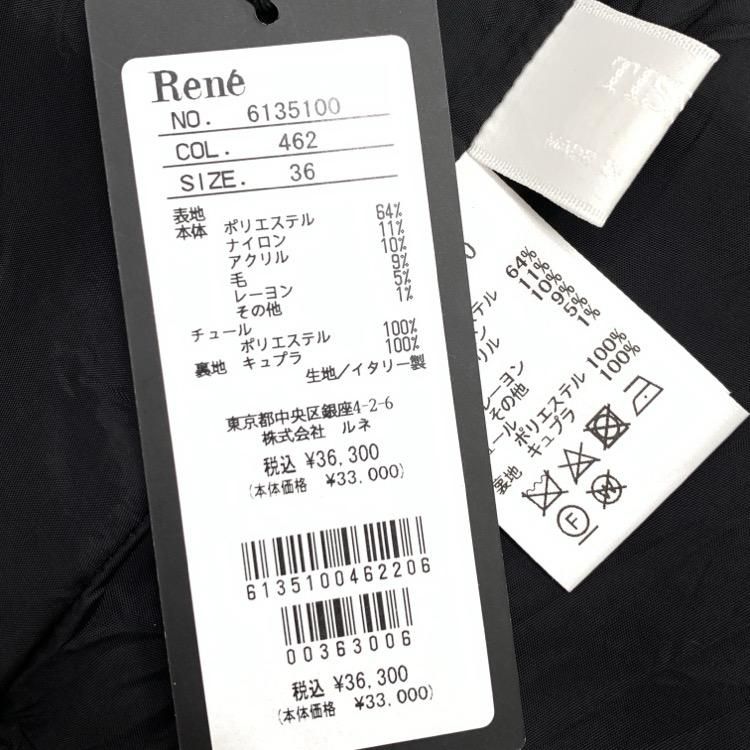 René
NO. 6135100
COL. 462
SIZE. 36
表地
本体 ポリエステル 64%
ナイロン 11%
アクリル 10%
毛 9%
レーヨン 5%
その他 1%
チュール
ポリエステル 100%
裏地 キュプラ 100%
生地/イタリー製
東京都中央区銀座4-2-6
株式会社 ルネ
税込 ¥36,300
(本体価格 ¥33,000)
6135100462206
00363006
税込 ¥36,300
(本体価格 ¥33,000)
TIS
MADE
0
64%
11%
テル 10%
ン 9%
リル 5%
1%
レーヨン
その他
ュール
ポリエステル 100%
裏地 キュプラ 100%
F
W